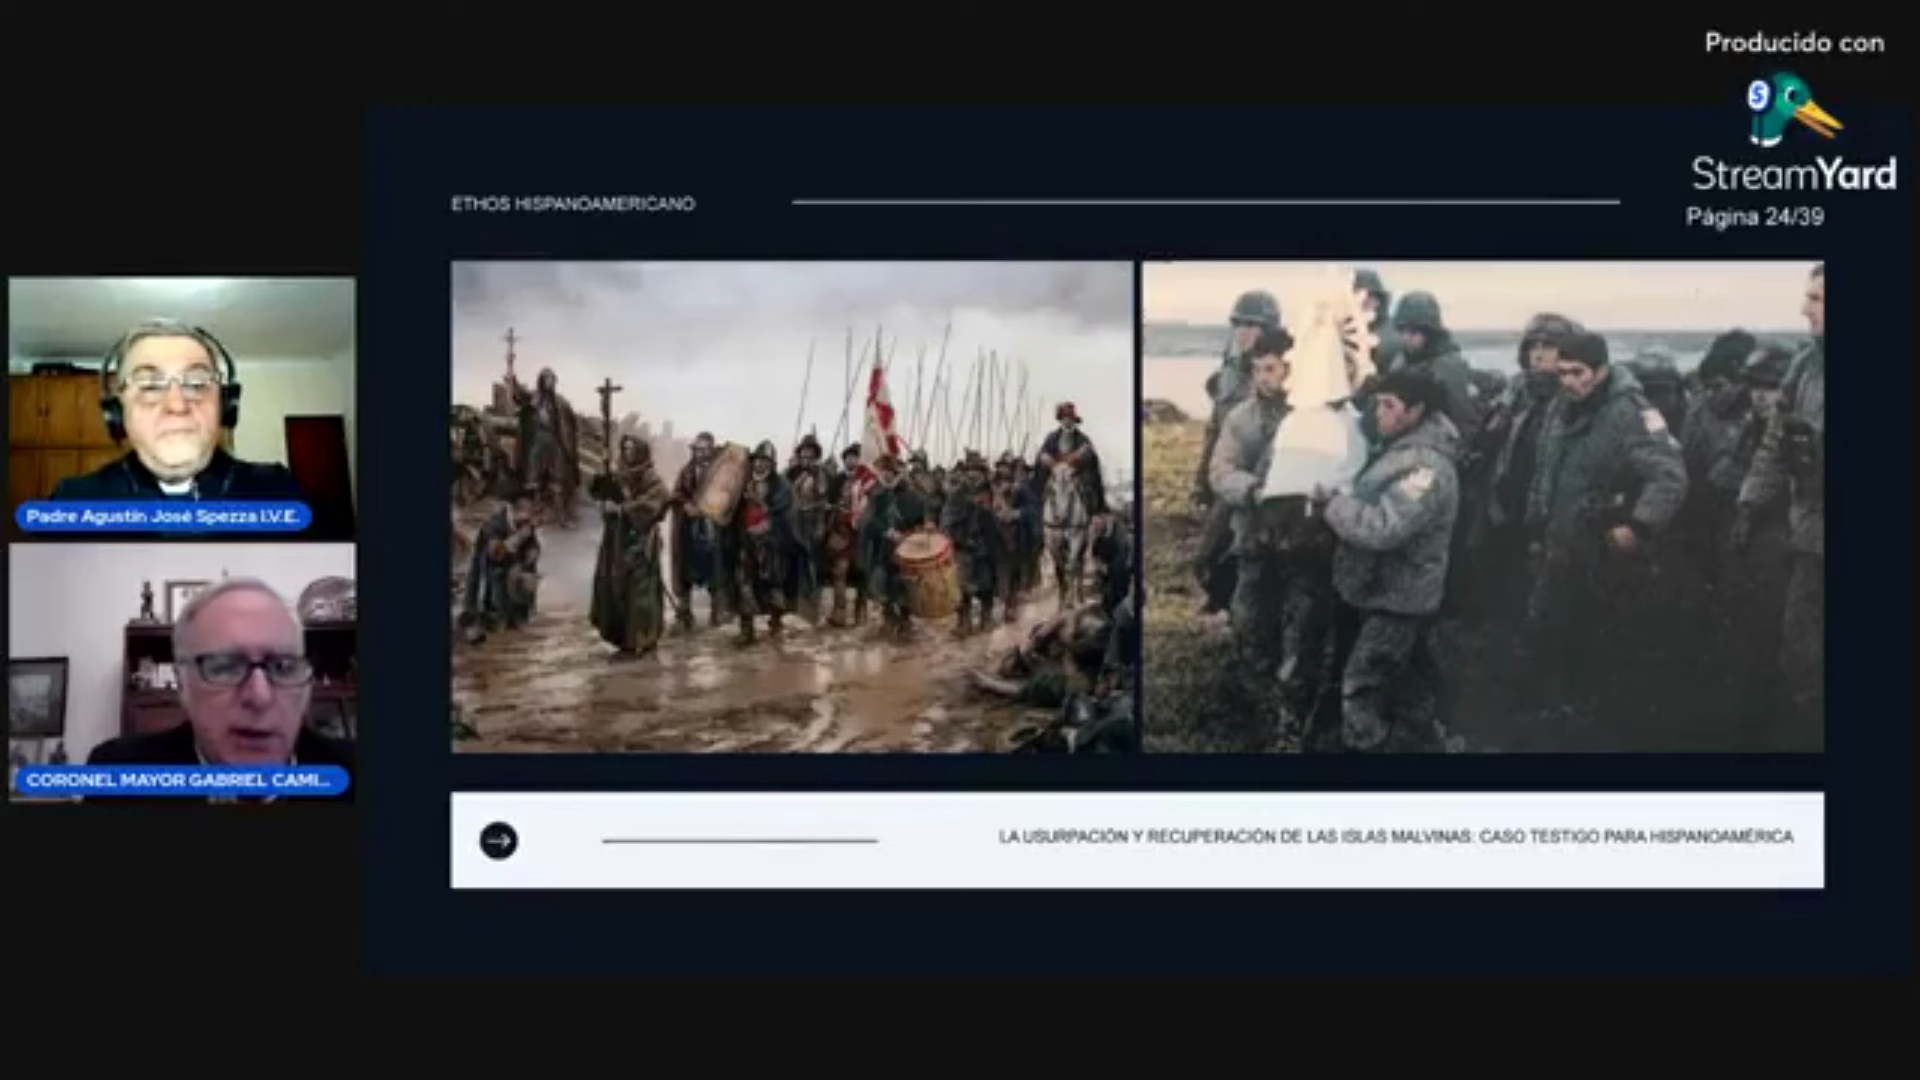 Producido con
StreamYard
Página 24/39
ETHOS HISPANOAMERICANO
Padre Agustín José Spezza I.V.E.
CORONEL MAYOR GABRIEL CAMI...
LA USURPACIÓN Y RECUPERACIÓN DE LAS ISLAS MALVINAS: CASO TESTIGO PARA HISPANOAMÉRICA